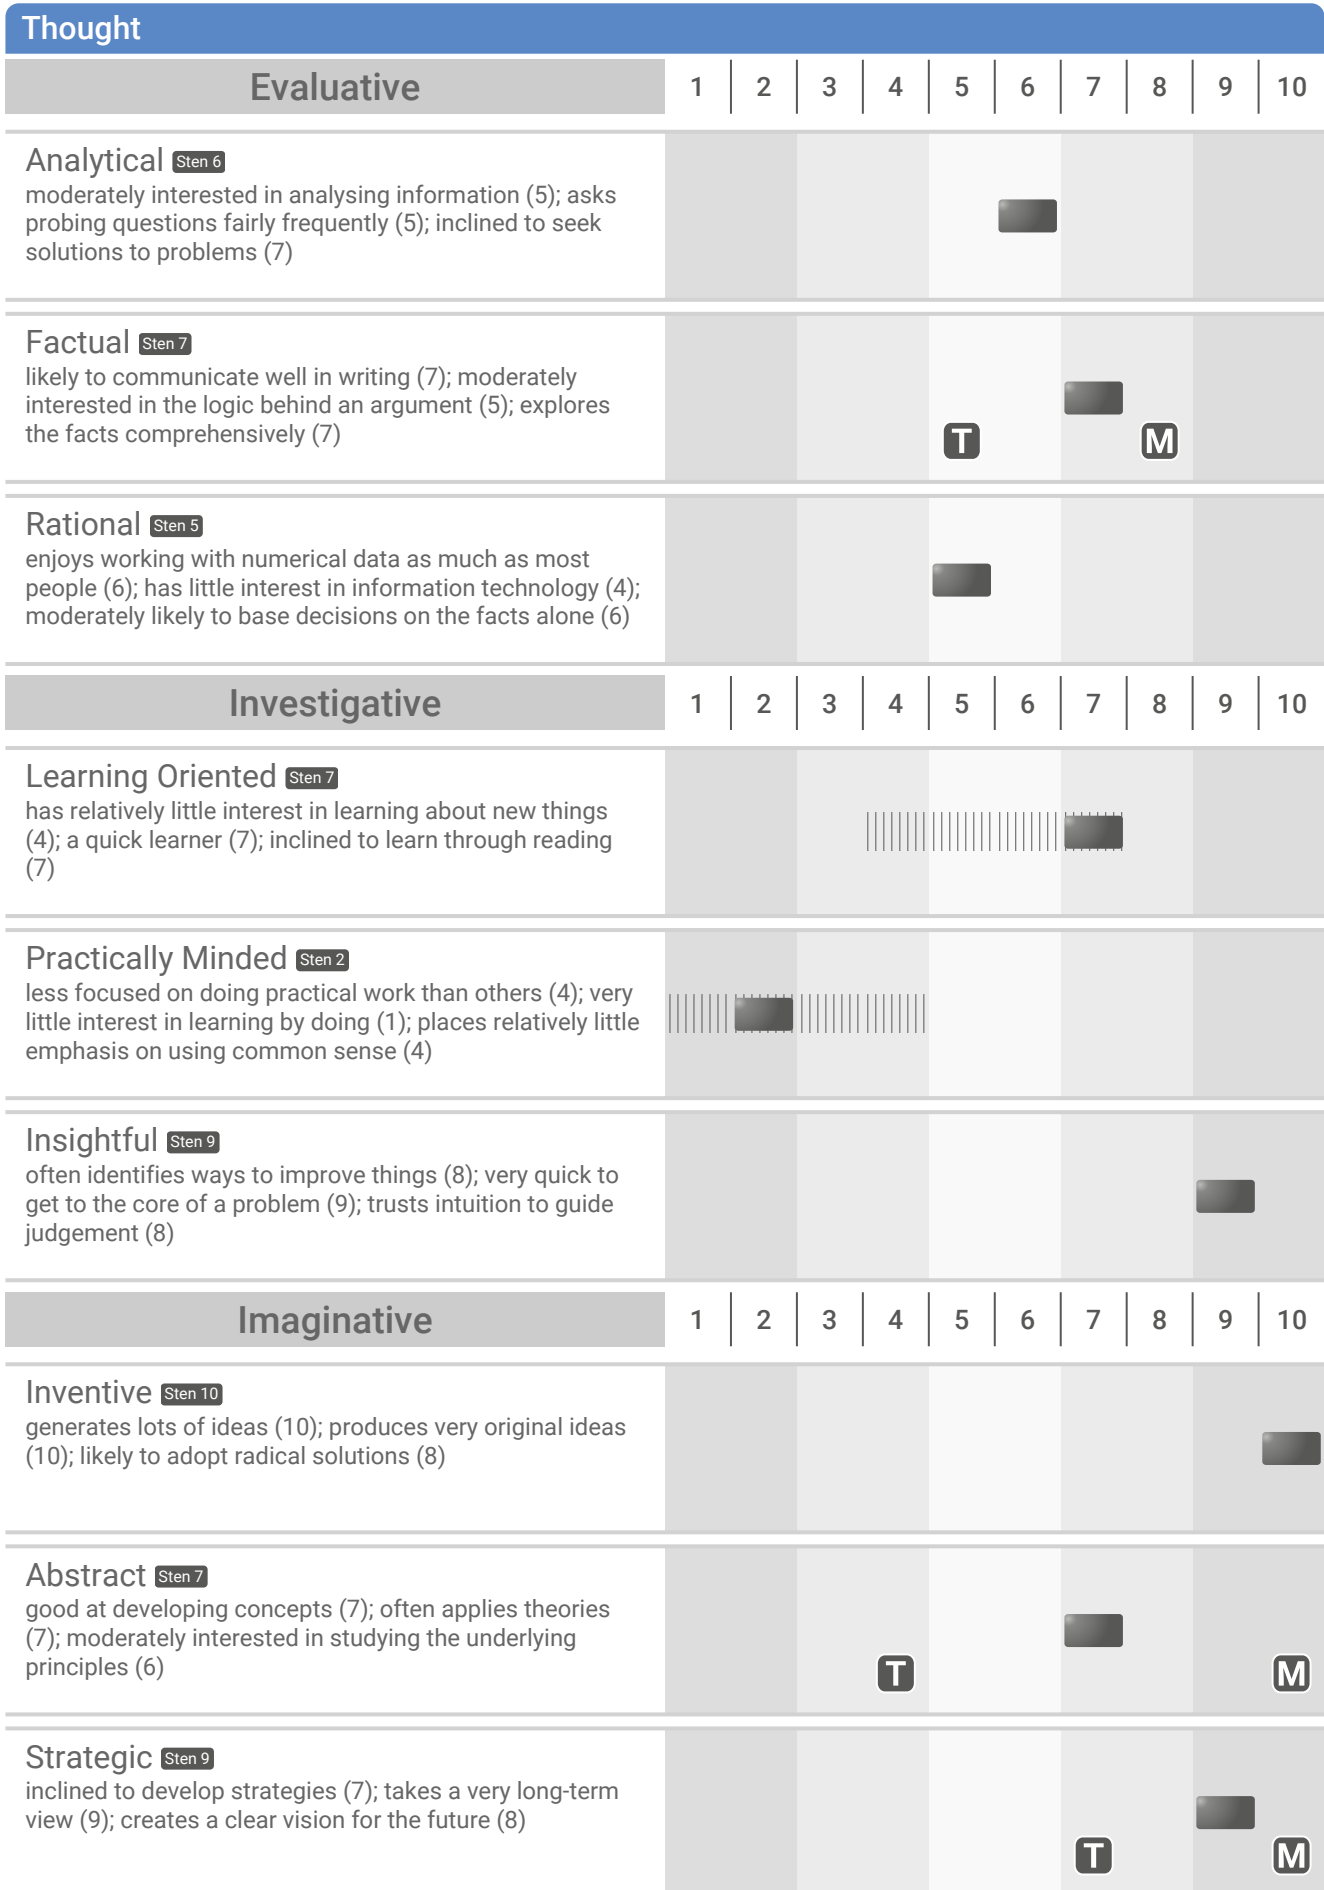 Thought
Evaluative 1 2 3 4 5 6 7 8 9 10
Analytical Sten 6
moderately interested in analysing information (5); asks
probing questions fairly frequently (5); inclined to seek
solutions to problems (7)
Factual Sten 7
likely to communicate well in writing (7); moderately
interested in the logic behind an argument (5); explores
the facts comprehensively (7)
T M
Rational Sten 5
enjoys working with numerical data as much as most
people (6); has little interest in information technology (4);
moderately likely to base decisions on the facts alone (6)
Investigative 1 2 3 4 5 6 7 8 9 10
Learning Oriented Sten 7
has relatively little interest in learning about new things
(4); a quick learner (7); inclined to learn through reading
(7)
Practically Minded Sten 2
less focused on doing practical work than others (4); very
little interest in learning by doing (1); places relatively little
emphasis on using common sense (4)
Insightful Sten 9
often identifies ways to improve things (8); very quick to
get to the core of a problem (9); trusts intuition to guide
judgement (8)
Imaginative 1 2 3 4 5 6 7 8 9 10
Inventive Sten 10
generates lots of ideas (10); produces very original ideas
(10); likely to adopt radical solutions (8)
Abstract Sten 7
good at developing concepts (7); often applies theories
(7); moderately interested in studying the underlying
principles (6)
T M
Strategic Sten 9
inclined to develop strategies (7); takes a very long-term
view (9); creates a clear vision for the future (8)
T M